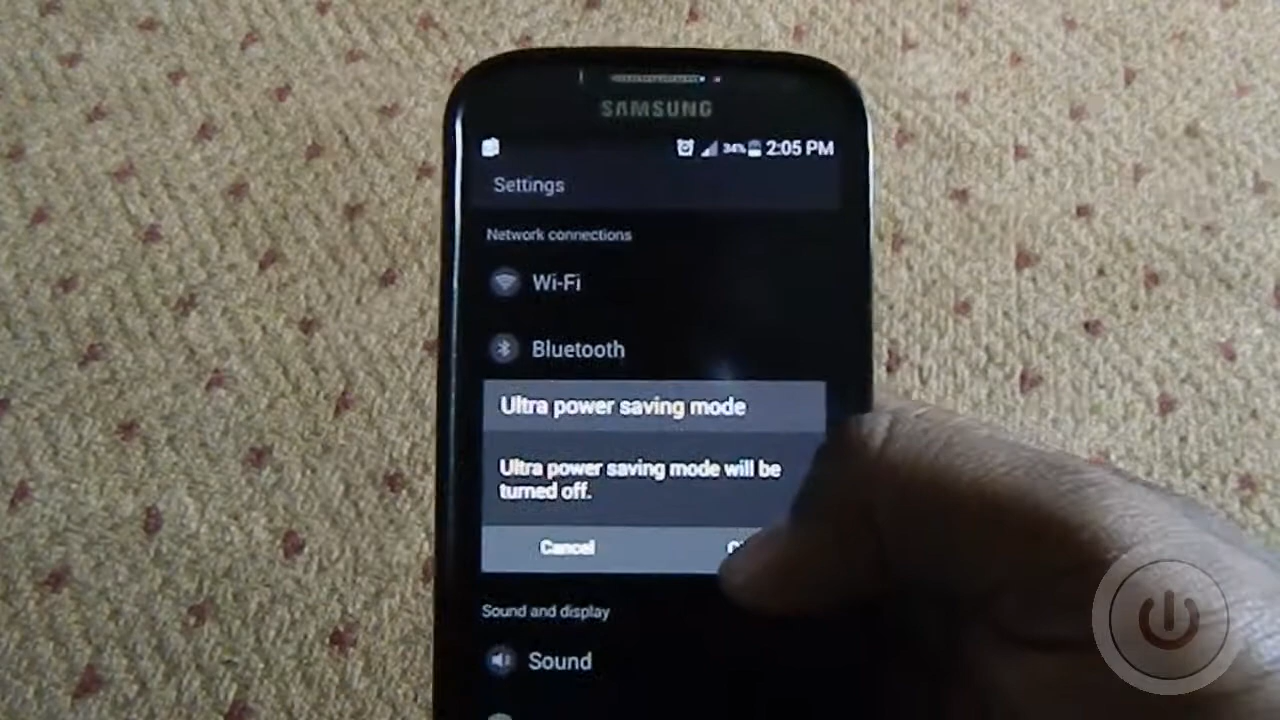 SAMSUNG
34% 2:05 PM
Settings
Network connections
Wi-Fi
Bluetooth
Ultra power saving mode
Ultra power saving mode will be
turned off.
Cancel
Sound and display
Sound